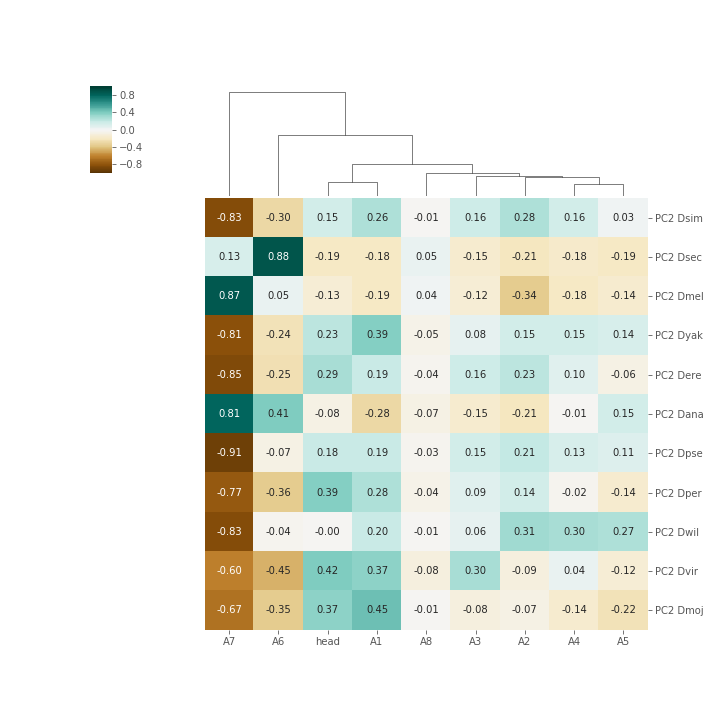 0.8
0.4
0.0
−0.4
−0.8
-0.83 -0.30 0.15 0.26 -0.01 0.16 0.28 0.16 0.03 PC2 Dsim
0.13 0.88 -0.19 -0.18 0.05 -0.15 -0.21 -0.18 -0.19 PC2 Dsec
0.87 0.05 -0.13 -0.19 0.04 -0.12 -0.34 -0.18 -0.14 PC2 Dmel
-0.81 -0.24 0.23 0.39 -0.05 0.08 0.15 0.15 0.14 PC2 Dyak
-0.85 -0.25 0.29 0.19 -0.04 0.16 0.23 0.10 -0.06 PC2 Dere
0.81 0.41 -0.08 -0.28 -0.07 -0.15 -0.21 -0.01 0.15 PC2 Dana
-0.91 -0.07 0.18 0.19 -0.03 0.15 0.21 0.13 0.11 PC2 Dpse
-0.77 -0.36 0.39 0.28 -0.04 0.09 0.14 -0.02 -0.14 PC2 Dper
-0.83 -0.04 -0.00 0.20 -0.01 0.06 0.31 0.30 0.27 PC2 Dwil
-0.60 -0.45 0.42 0.37 -0.08 0.30 -0.09 0.04 -0.12 PC2 Dvir
-0.67 -0.35 0.37 0.45 -0.01 -0.08 -0.07 -0.14 -0.22 PC2 Dmoj
A7 A6 head A1 A8 A3 A2 A4 A5